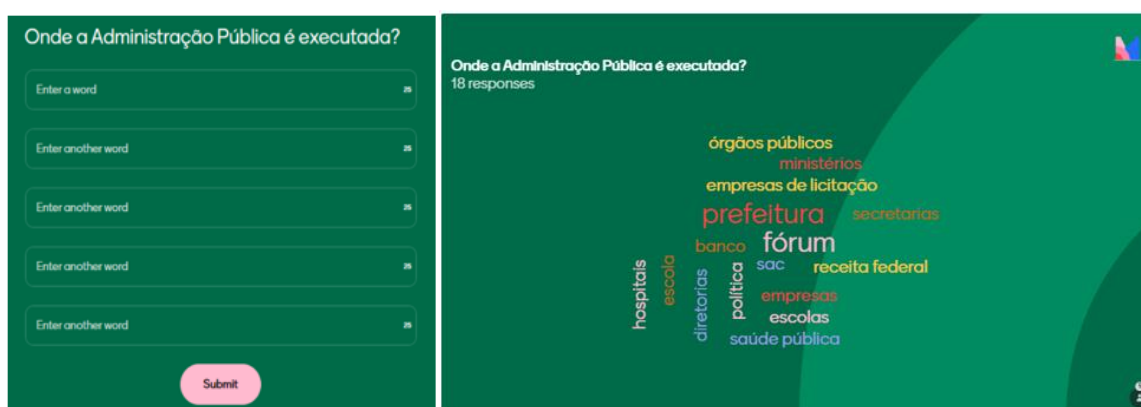 Onde a Administração Pública é executada?
Enter a word
25
Enter another word
25
Enter another word
25
Enter another word
25
Enter another word
25
Submit
Onde a Administração Pública é executada?
18 responses
órgãos públicos
ministérios
empresas de licitação
prefeitura
secretarias
banco
fórum
hospitais
escola
diretorias
política
sac
receita federal
empresas
escolas
saúde pública